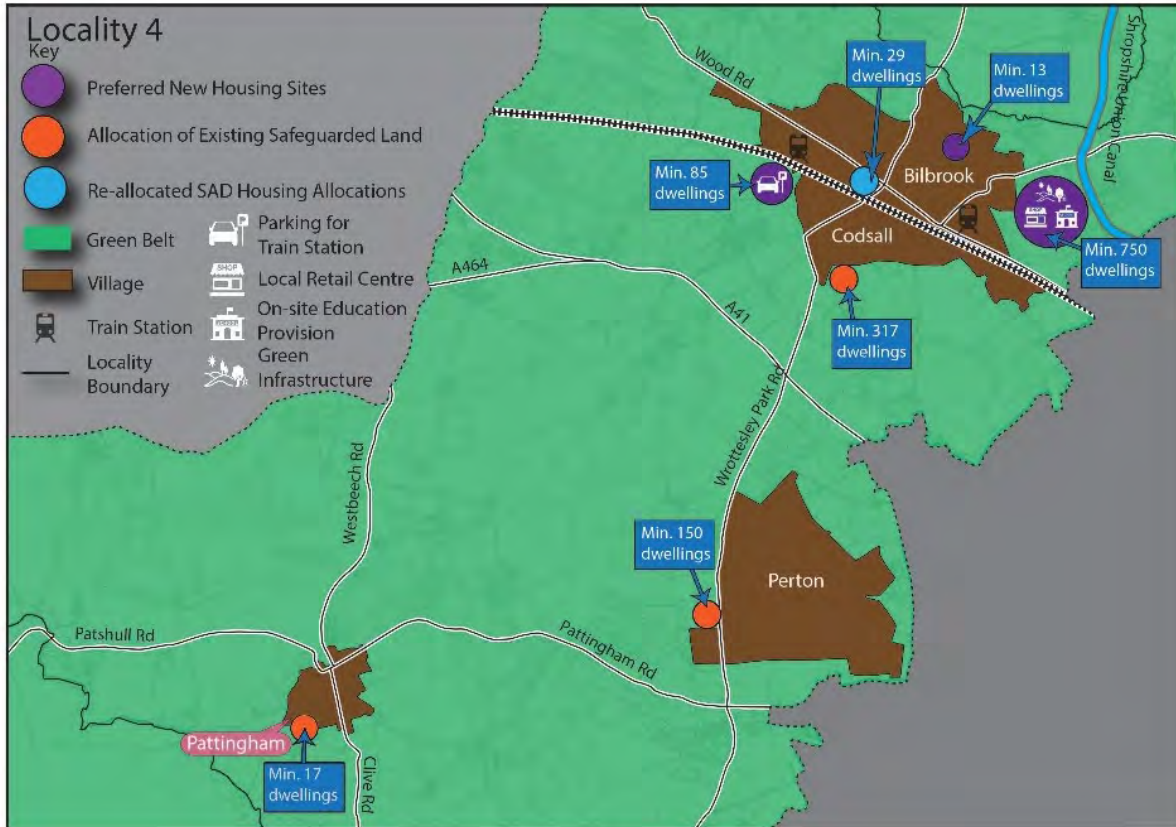 Locality 4
Key
Preferred New Housing Sites
Allocation of Existing Safeguarded Land
Re-allocated SAD Housing Allocations
Green Belt
Village
Train Station
Locality
Boundary
P
Parking for
Train Station
SHOP
Local Retail Centre
On-site Education
Provision
Green
Infrastructure
Wood Rd
Min. 29
dwellings
Min. 13
dwellings
Shropshire Union Canal
Min. 85
dwellings
P
Bilbrook
SHOP
Min. 750
dwellings
Codsall
A464
A41
Min. 317
dwellings
Wrottesley Park Rd
Westbeech Rd
Min. 150
dwellings
Perton
Patshull Rd
Pattingham Rd
Pattingham
Min. 17
dwellings
Clive Rd